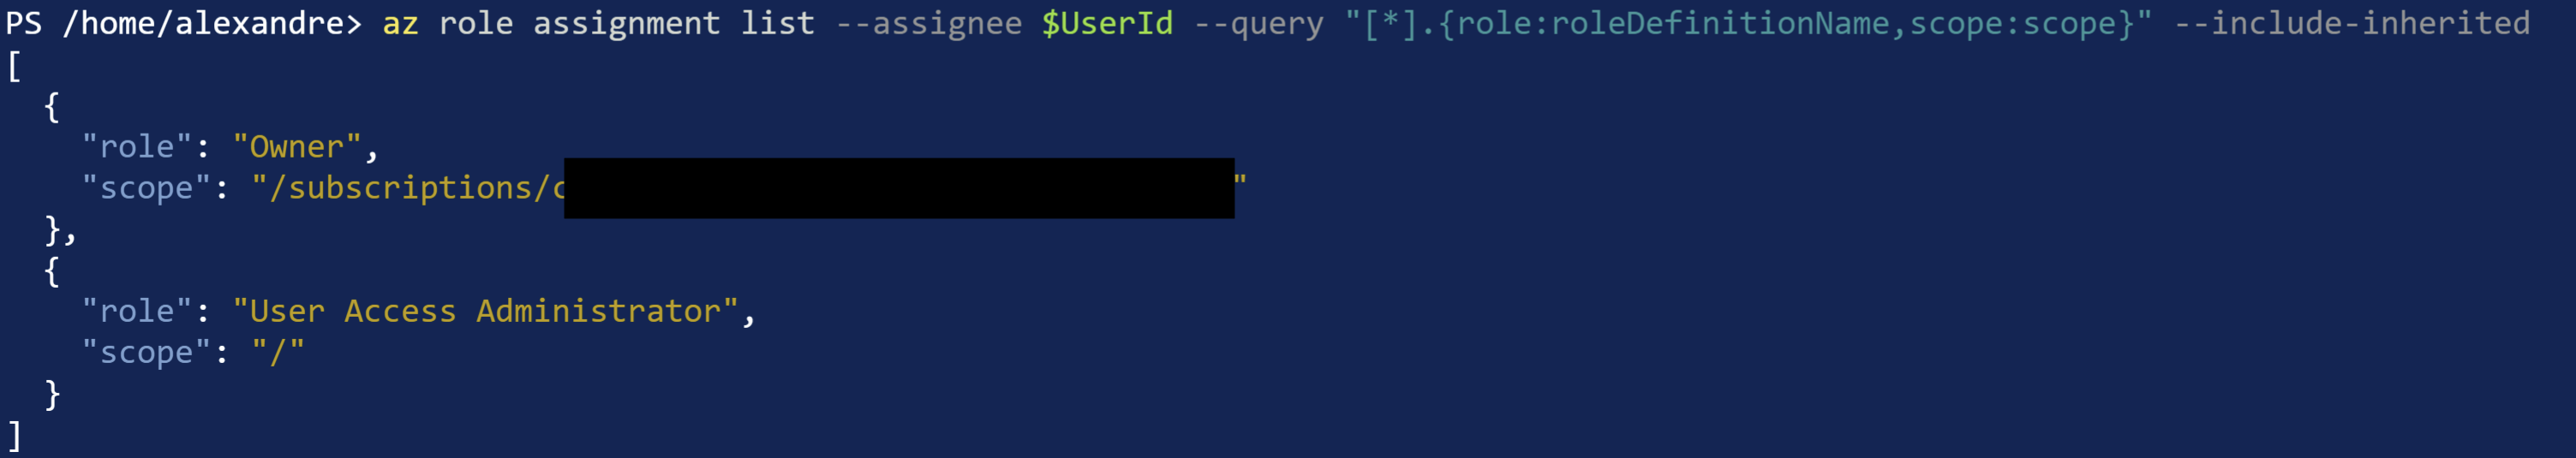 PS /home/alexandre> az role assignment list --assignee $UserId --query "[*].{role:roleDefinitionName,scope:scope}" --include-inherited
[
  {
    "role": "Owner",
    "scope": "/subscriptions/c"
  },
  {
    "role": "User Access Administrator",
    "scope": "/"
  }
]